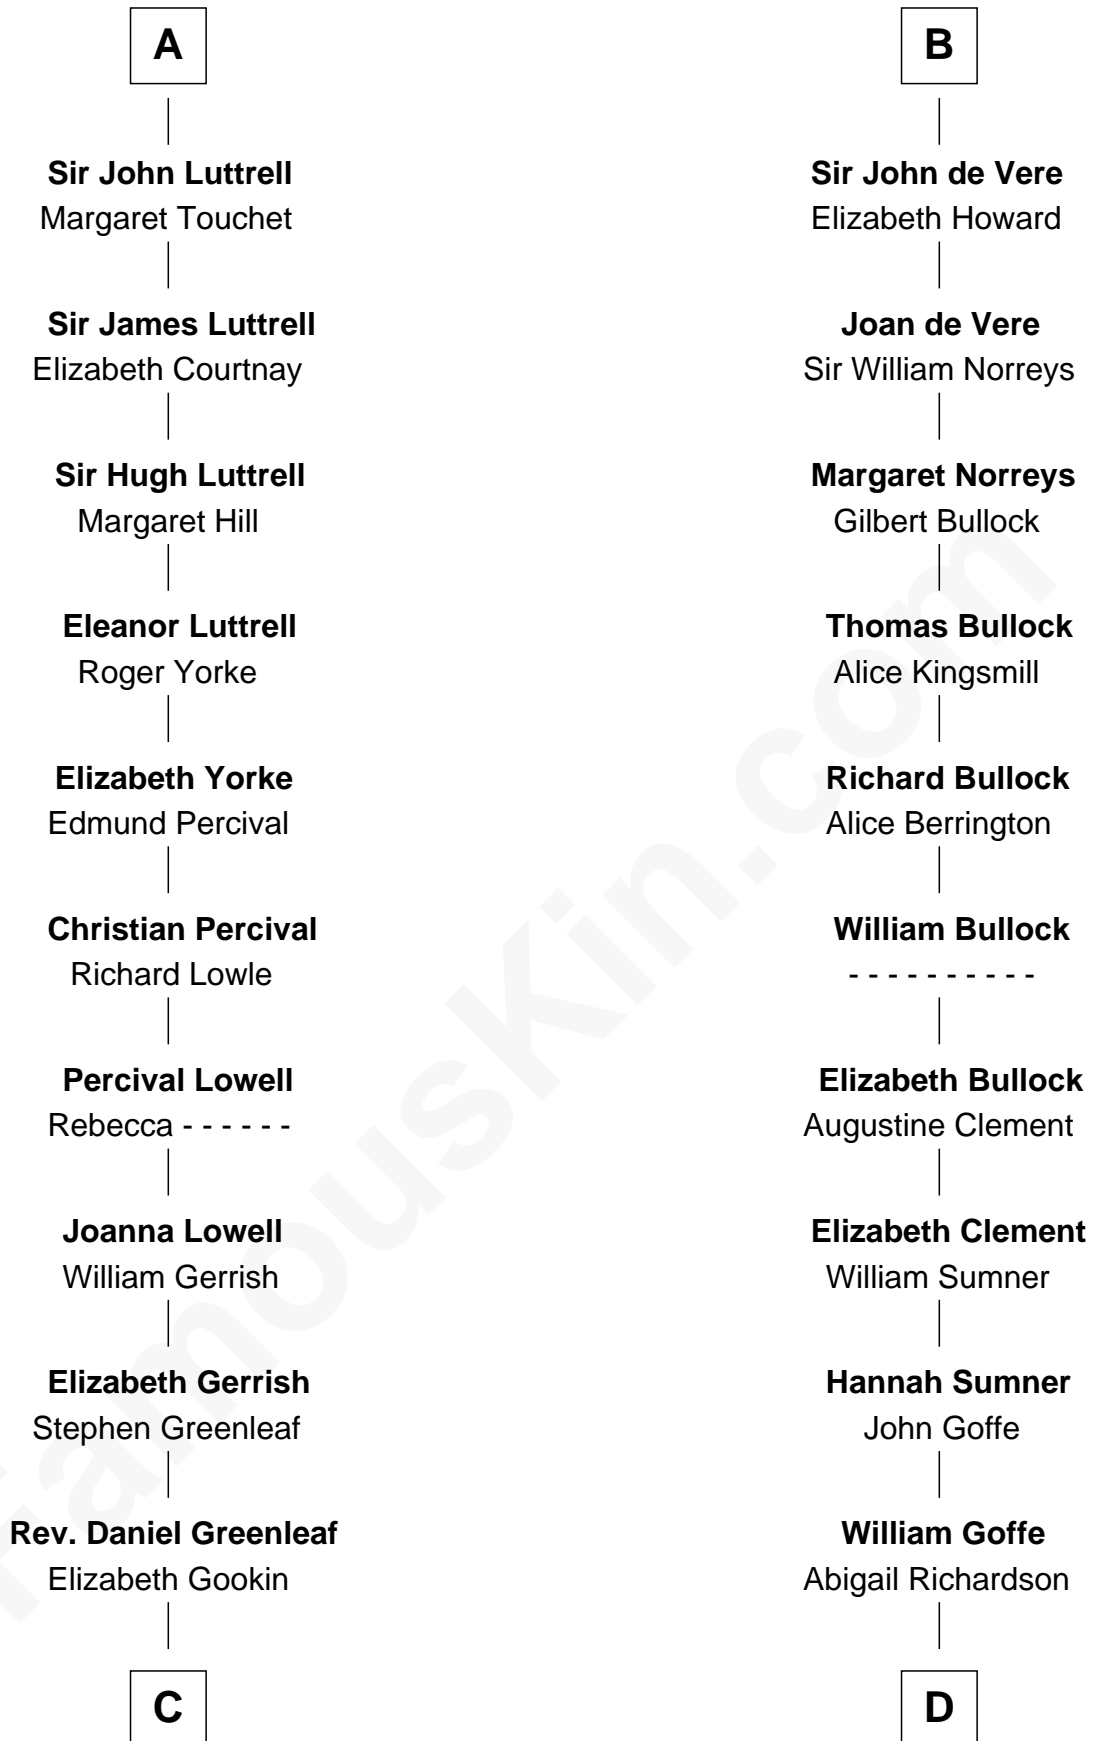 A
Sir John Luttrell
Margaret Touchet
Sir James Luttrell
Elizabeth Courtnay
Sir Hugh Luttrell
Margaret Hill
Eleanor Luttrell
Roger Yorke
Elizabeth Yorke
Edmund Percival
Christian Percival
Richard Lowle
Percival Lowell
Rebecca - - - - - -
Joanna Lowell
William Gerrish
Elizabeth Gerrish
Stephen Greenleaf
Rev. Daniel Greenleaf
Elizabeth Gookin
C
B
Sir John de Vere
Elizabeth Howard
Joan de Vere
Sir William Norreys
Margaret Norreys
Gilbert Bullock
Thomas Bullock
Alice Kingsmill
Richard Bullock
Alice Berrington
William Bullock
- - - - - - - - - -
Elizabeth Bullock
Augustine Clement
Elizabeth Clement
William Sumner
Hannah Sumner
John Goffe
William Goffe
Abigail Richardson
D
FamousKin.com